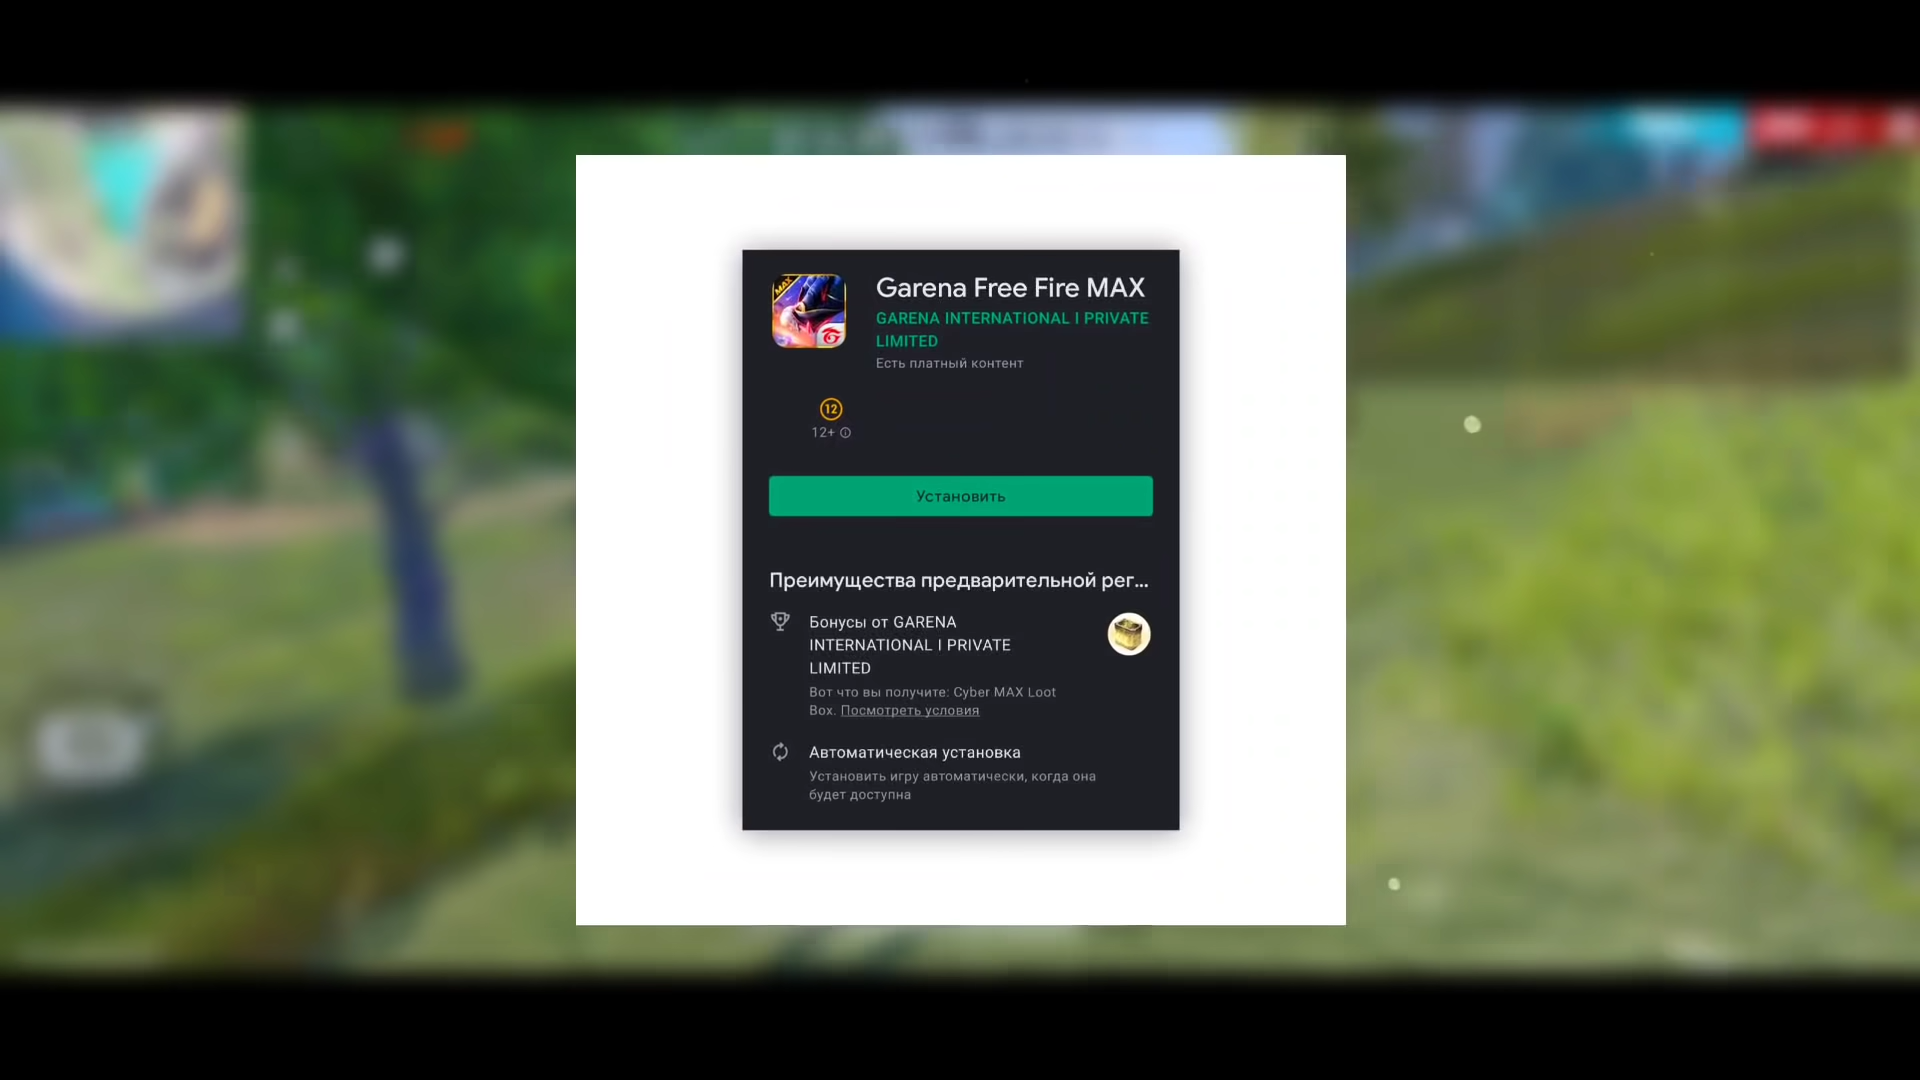 MAX
Garena Free Fire MAX
GARENA INTERNATIONAL I PRIVATE
LIMITED
Есть платный контент
12
12+
Установить
Преимущества предварительной рег...
Бонусы от GARENA
INTERNATIONAL I PRIVATE
LIMITED
Вот что вы получите: Cyber MAX Loot
Box. Посмотреть условия
Автоматическая установка
Установить игру автоматически, когда она
будет доступна